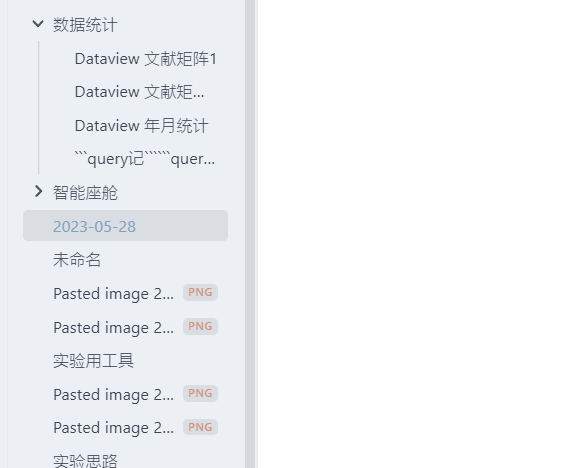 数据统计
Dataview 文献矩阵1
Dataview 文献矩...
Dataview 年月统计
```query记``````quer...
智能座舱
2023-05-28
未命名
Pasted image 2... PNG
Pasted image 2... PNG
实验用工具
Pasted image 2... PNG
Pasted image 2... PNG
实验思路